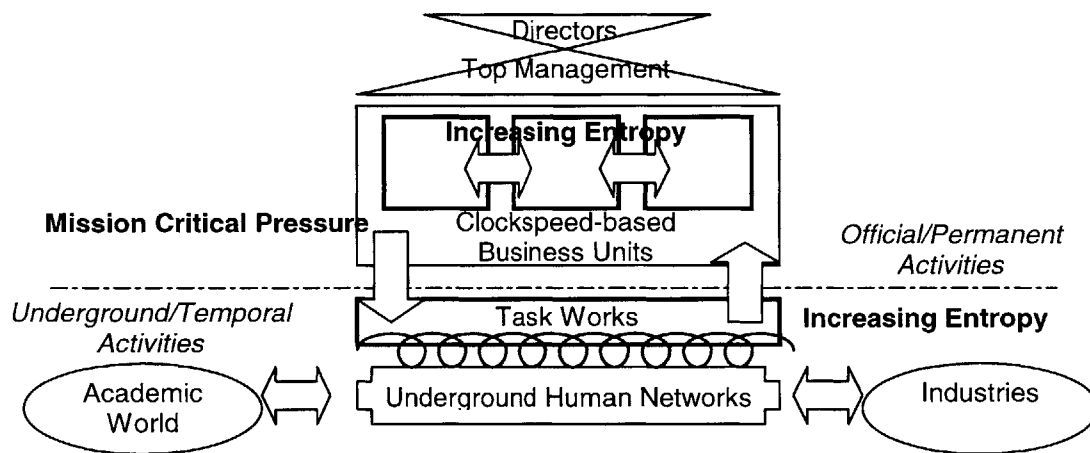 Directors
Top Management
Increasing Entropy
Mission Critical Pressure
Clockspeed-based
Business Units
Official/Permanent
Activities
Underground/Temporal
Activities
Task Works
Increasing Entropy
Academic
World
Underground Human Networks
Industries